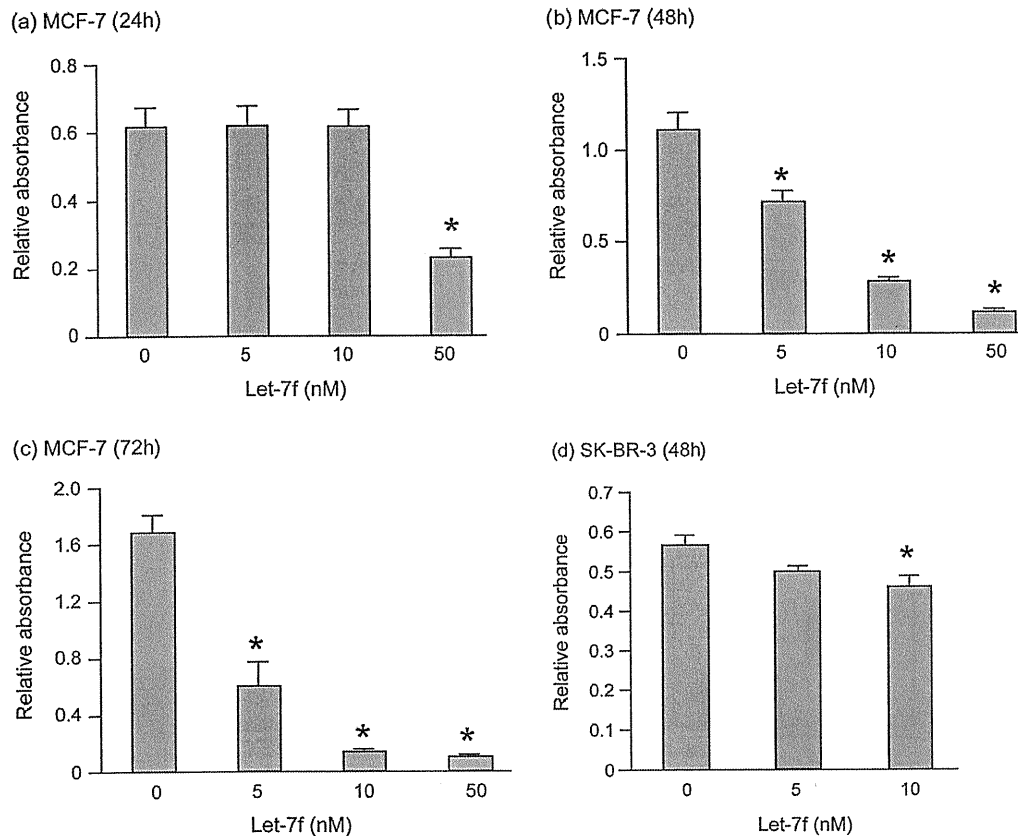 (a) MCF-7 (24h)
Relative absorbance
0.8
0.6
0.4
0.2
0
*
0 5 10 50
Let-7f (nM)
(b) MCF-7 (48h)
Relative absorbance
1.5
1.0
0.5
0
* * *
0 5 10 50
Let-7f (nM)
(c) MCF-7 (72h)
Relative absorbance
2.0
1.6
1.2
0.8
0.4
0
* * *
0 5 10 50
Let-7f (nM)
(d) SK-BR-3 (48h)
Relative absorbance
0.7
0.6
0.5
0.4
0.3
0.2
0.1
0
*
0 5 10
Let-7f (nM)